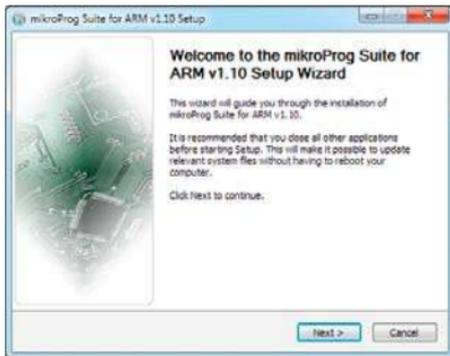 mikroProg Suite for ARM v1.10 Setup
Welcome to the mikroProg Suite for
ARM v1.10 Setup Wizard
This wizard will guide you through the installation of
mikroProg Suite for ARM v1.10.
It is recommended that you close all other applications
before starting Setup. This will make it possible to update
relevant system files without having to reboot your
computer.
Click Next to continue.
Next >
Cancel